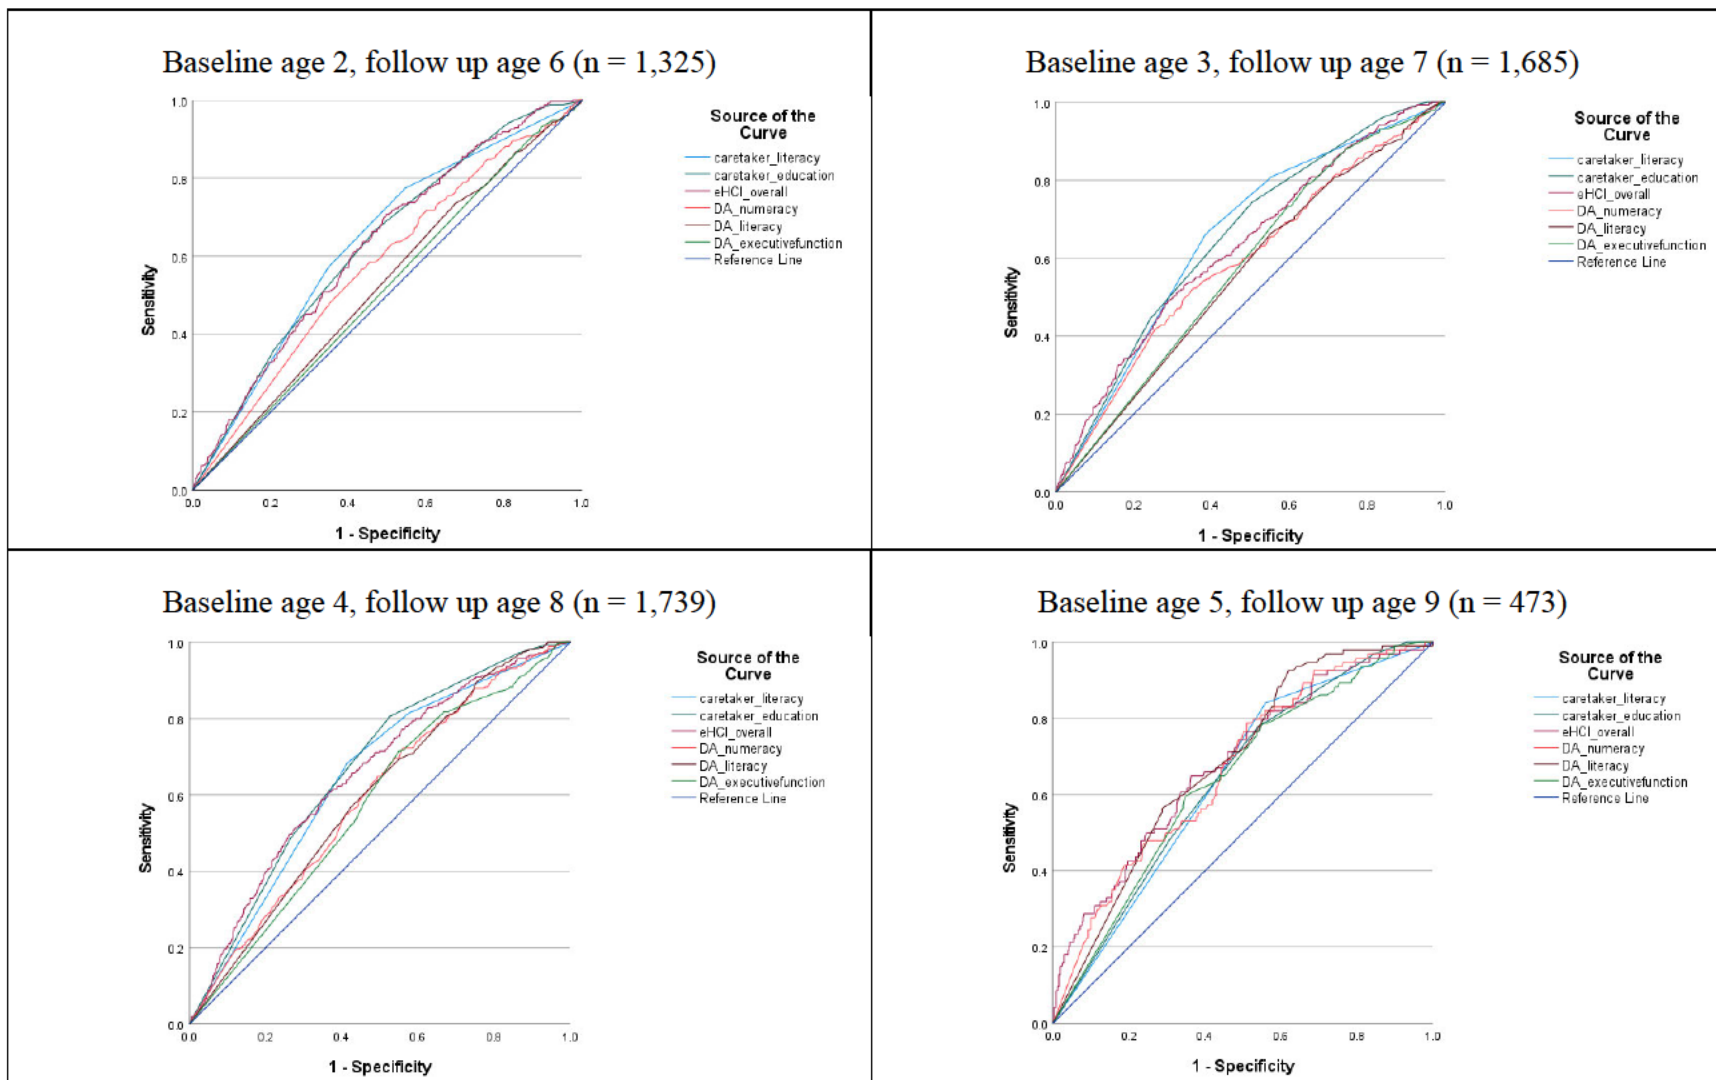 Baseline age 2, follow up age 6 (n = 1,325)
1.0
0.8
0.6
0.4
0.2
0.0
Sensitivity
0.0 0.2 0.4 0.6 0.8 1.0
1 - Specificity
Source of the
Curve
caretaker_literacy
caretaker_education
eHCI_overall
DA_numeracy
DA_literacy
DA_executivefunction
Reference Line
Baseline age 3, follow up age 7 (n = 1,685)
1.0
0.8
0.6
0.4
0.2
0.0
Sensitivity
0.0 0.2 0.4 0.6 0.8 1.0
1 - Specificity
Source of the
Curve
caretaker_literacy
caretaker_education
eHCI_overall
DA_numeracy
DA_literacy
DA_executivefunction
Reference Line
Baseline age 4, follow up age 8 (n = 1,739)
1.0
0.8
0.6
0.4
0.2
0.0
Sensitivity
0.0 0.2 0.4 0.6 0.8 1.0
1 - Specificity
Source of the
Curve
caretaker_literacy
caretaker_education
eHCI_overall
DA_numeracy
DA_literacy
DA_executivefunction
Reference Line
Baseline age 5, follow up age 9 (n = 473)
1.0
0.8
0.6
0.4
0.2
0.0
Sensitivity
0.0 0.2 0.4 0.6 0.8 1.0
1 - Specificity
Source of the
Curve
caretaker_literacy
caretaker_education
eHCI_overall
DA_numeracy
DA_literacy
DA_executivefunction
Reference Line